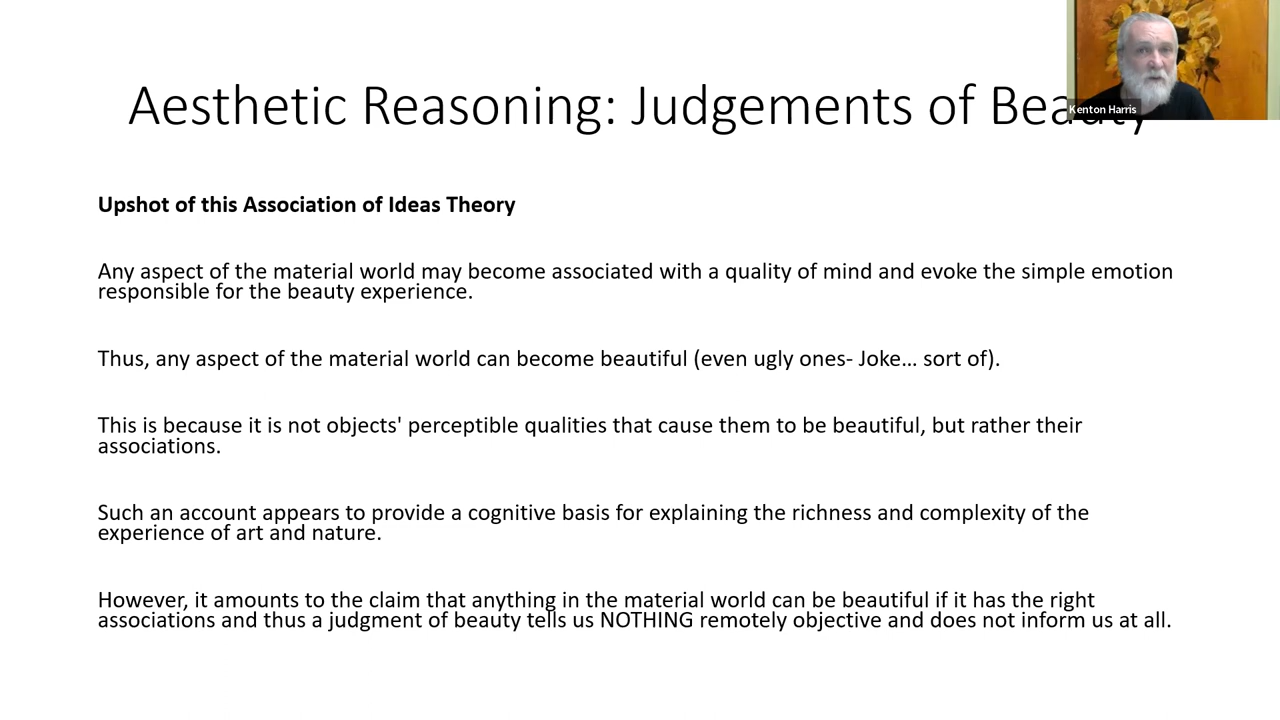 Aesthetic Reasoning: Judgements of Beauty
Kenton Harris
Upshot of this Association of Ideas Theory
Any aspect of the material world may become associated with a quality of mind and evoke the simple emotion
responsible for the beauty experience.
Thus, any aspect of the material world can become beautiful (even ugly ones- Joke... sort of).
This is because it is not objects' perceptible qualities that cause them to be beautiful, but rather their
associations.
Such an account appears to provide a cognitive basis for explaining the richness and complexity of the
experience of art and nature.
However, it amounts to the claim that anything in the material world can be beautiful if it has the right
associations and thus a judgment of beauty tells us NOTHING remotely objective and does not inform us at all.